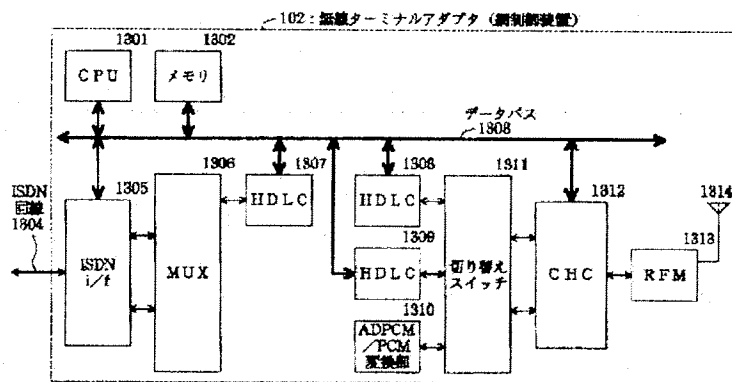 102:無線ターミナルアダプタ(網制御装置)
1301
1302
CPU
メモリ
データバス
1303
1306
1307
1308
1311
ISDN
回線
1304
1305
1312
1314
HDLC
HDLC
1309
1313
ISDN
i/f
MUX
HDLC
切り替え
スイッチ
CHC
RFM
1310
ADPCM
/PCM
変換部